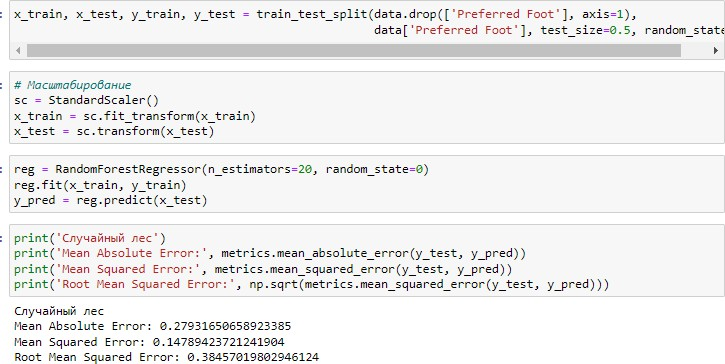 x_train, x_test, y_train, y_test = train_test_split(data.drop(['Preferred Foot'], axis=1),
data['Preferred Foot'], test_size=0.5, random_state
# Масштабирование
sc = StandardScaler()
x_train = sc.fit_transform(x_train)
x_test = sc.transform(x_test)
reg = RandomForestRegressor(n_estimators=20, random_state=0)
reg.fit(x_train, y_train)
y_pred = reg.predict(x_test)
print('Случайный лес')
print('Mean Absolute Error:', metrics.mean_absolute_error(y_test, y_pred))
print('Mean Squared Error:', metrics.mean_squared_error(y_test, y_pred))
print('Root Mean Squared Error:', np.sqrt(metrics.mean_squared_error(y_test, y_pred)))
Случайный лес
Mean Absolute Error: 0.27931650658923385
Mean Squared Error: 0.14789423721241904
Root Mean Squared Error: 0.38457019802946124